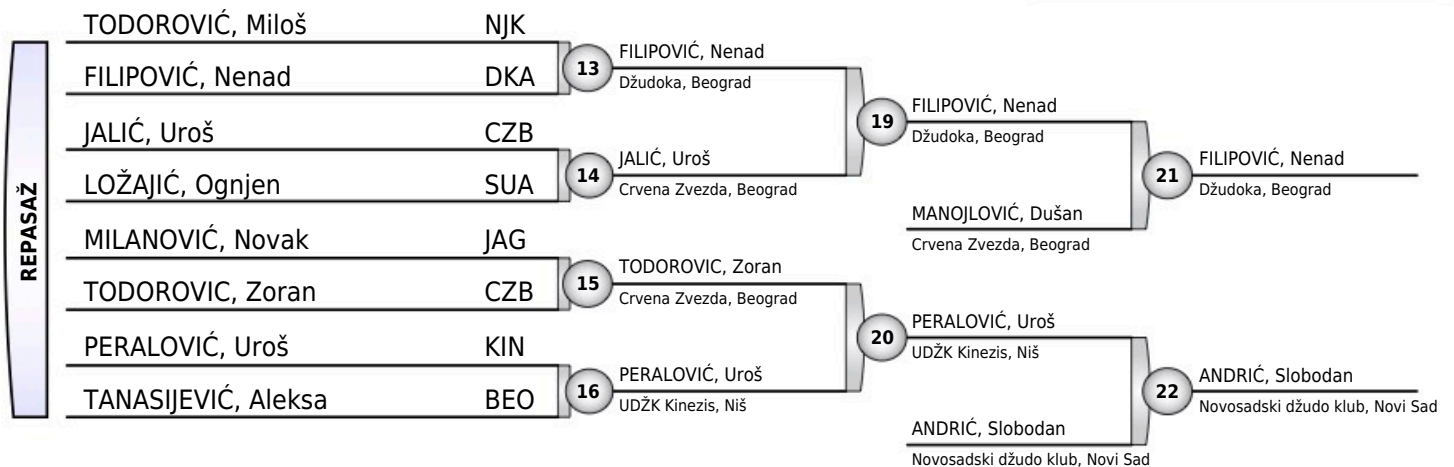 REPASAŽ
TODOROVIĆ, Miloš NJK
FILIPOVIĆ, Nenad DKA
JALIĆ, Uroš CZB
LOŽAJIĆ, Ognjen SUA
MILANOVIĆ, Novak JAG
TODOROVIC, Zoran CZB
PERALOVIĆ, Uroš KIN
TANASIJEVIĆ, Aleksa BEO
13
FILIPOVIĆ, Nenad
Džudoka, Beograd
14
JALIĆ, Uroš
Crvena Zvezda, Beograd
15
TODOROVIC, Zoran
Crvena Zvezda, Beograd
16
PERALOVIĆ, Uroš
UDŽK Kinezis, Niš
19
FILIPOVIĆ, Nenad
Džudoka, Beograd
MANOJLOVIĆ, Dušan
Crvena Zvezda, Beograd
20
PERALOVIĆ, Uroš
UDŽK Kinezis, Niš
ANDRIĆ, Slobodan
Novosadski džudo klub, Novi Sad
21
FILIPOVIĆ, Nenad
Džudoka, Beograd
22
ANDRIĆ, Slobodan
Novosadski džudo klub, Novi Sad